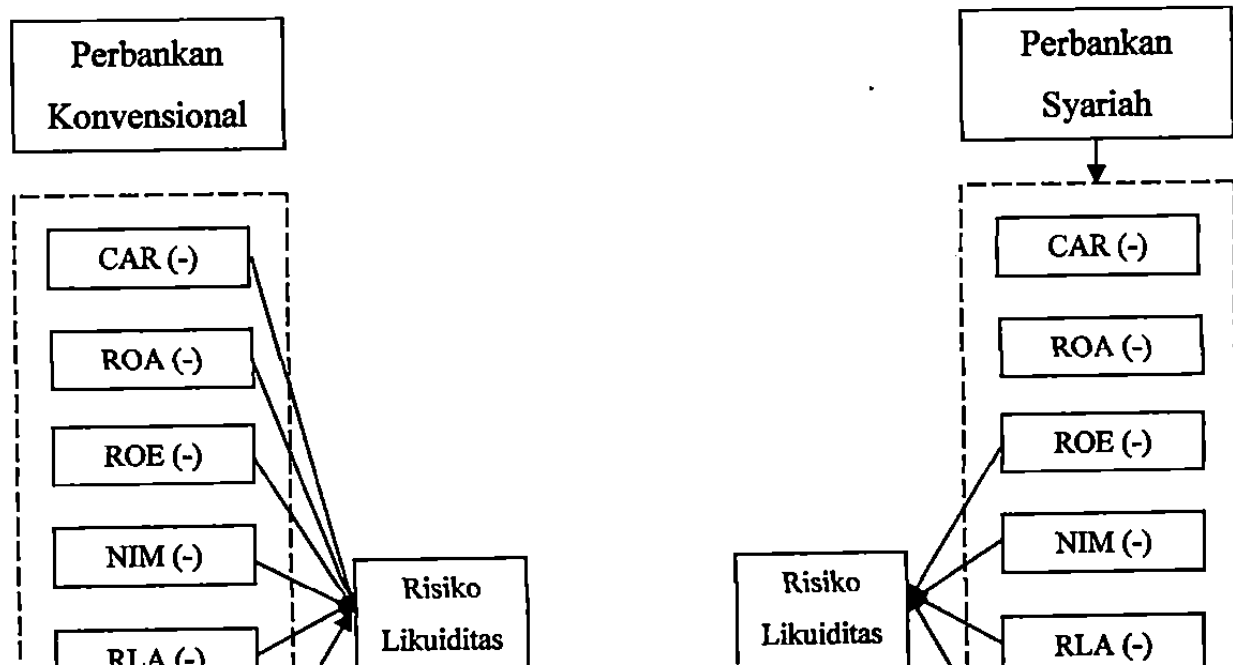 Perbankan
Konvensional
CAR (-)
ROA (-)
ROE (-)
NIM (-)
RLA (-)
Risiko
Likuiditas
Perbankan
Syariah
CAR (-)
ROA (-)
ROE (-)
NIM (-)
RLA (-)
Risiko
Likuiditas